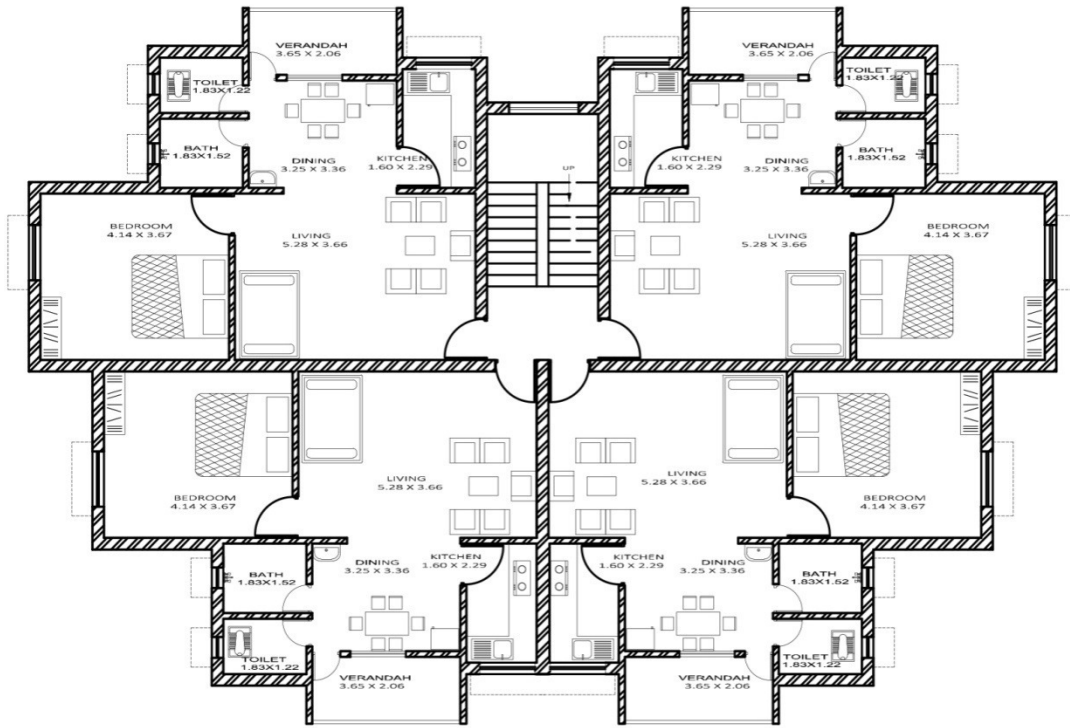 VERANDAH
3.65 X 2.06
TOILET
1.83X1.22
BATH
1.83X1.52
DINING
3.25 X 3.36
KITCHEN
1.60 X 2.29
BEDROOM
4.14 X 3.67
LIVING
5.28 X 3.66
UP
VERANDAH
3.65 X 2.06
TOILET
1.83X1.22
BATH
1.83X1.52
KITCHEN
1.60 X 2.29
DINING
3.25 X 3.36
LIVING
5.28 X 3.66
BEDROOM
4.14 X 3.67
BEDROOM
4.14 X 3.67
LIVING
5.28 X 3.66
BATH
1.83X1.52
DINING
3.25 X 3.36
KITCHEN
1.60 X 2.29
TOILET
1.83X1.22
VERANDAH
3.65 X 2.06
LIVING
5.28 X 3.66
BEDROOM
4.14 X 3.67
KITCHEN
1.60 X 2.29
DINING
3.25 X 3.36
BATH
1.83X1.52
TOILET
1.83X1.22
VERANDAH
3.65 X 2.06